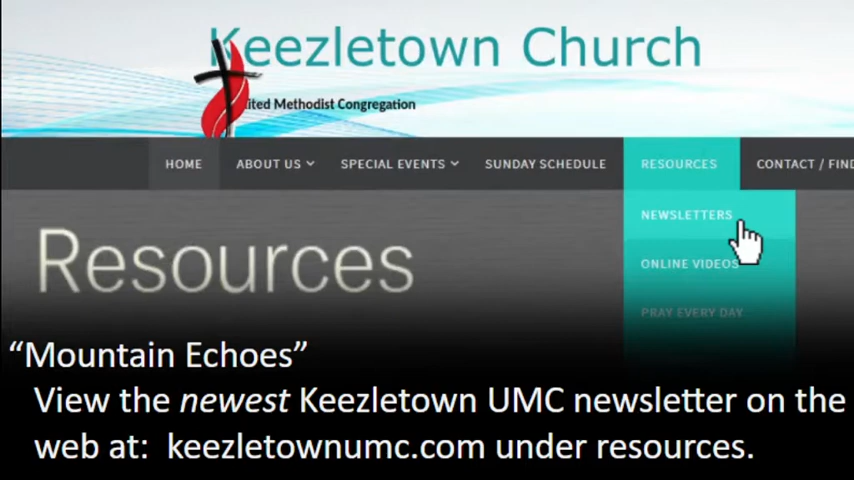 Keezletown Church
ited Methodist Congregation
HOME ABOUT US SPECIAL EVENTS SUNDAY SCHEDULE RESOURCES CONTACT / FIND
NEWSLETTERS
Resources
ONLINE VIDEOS
PRAY EVERY DAY
“Mountain Echoes”
View the newest Keezletown UMC newsletter on the
web at: keezletownumc.com under resources.